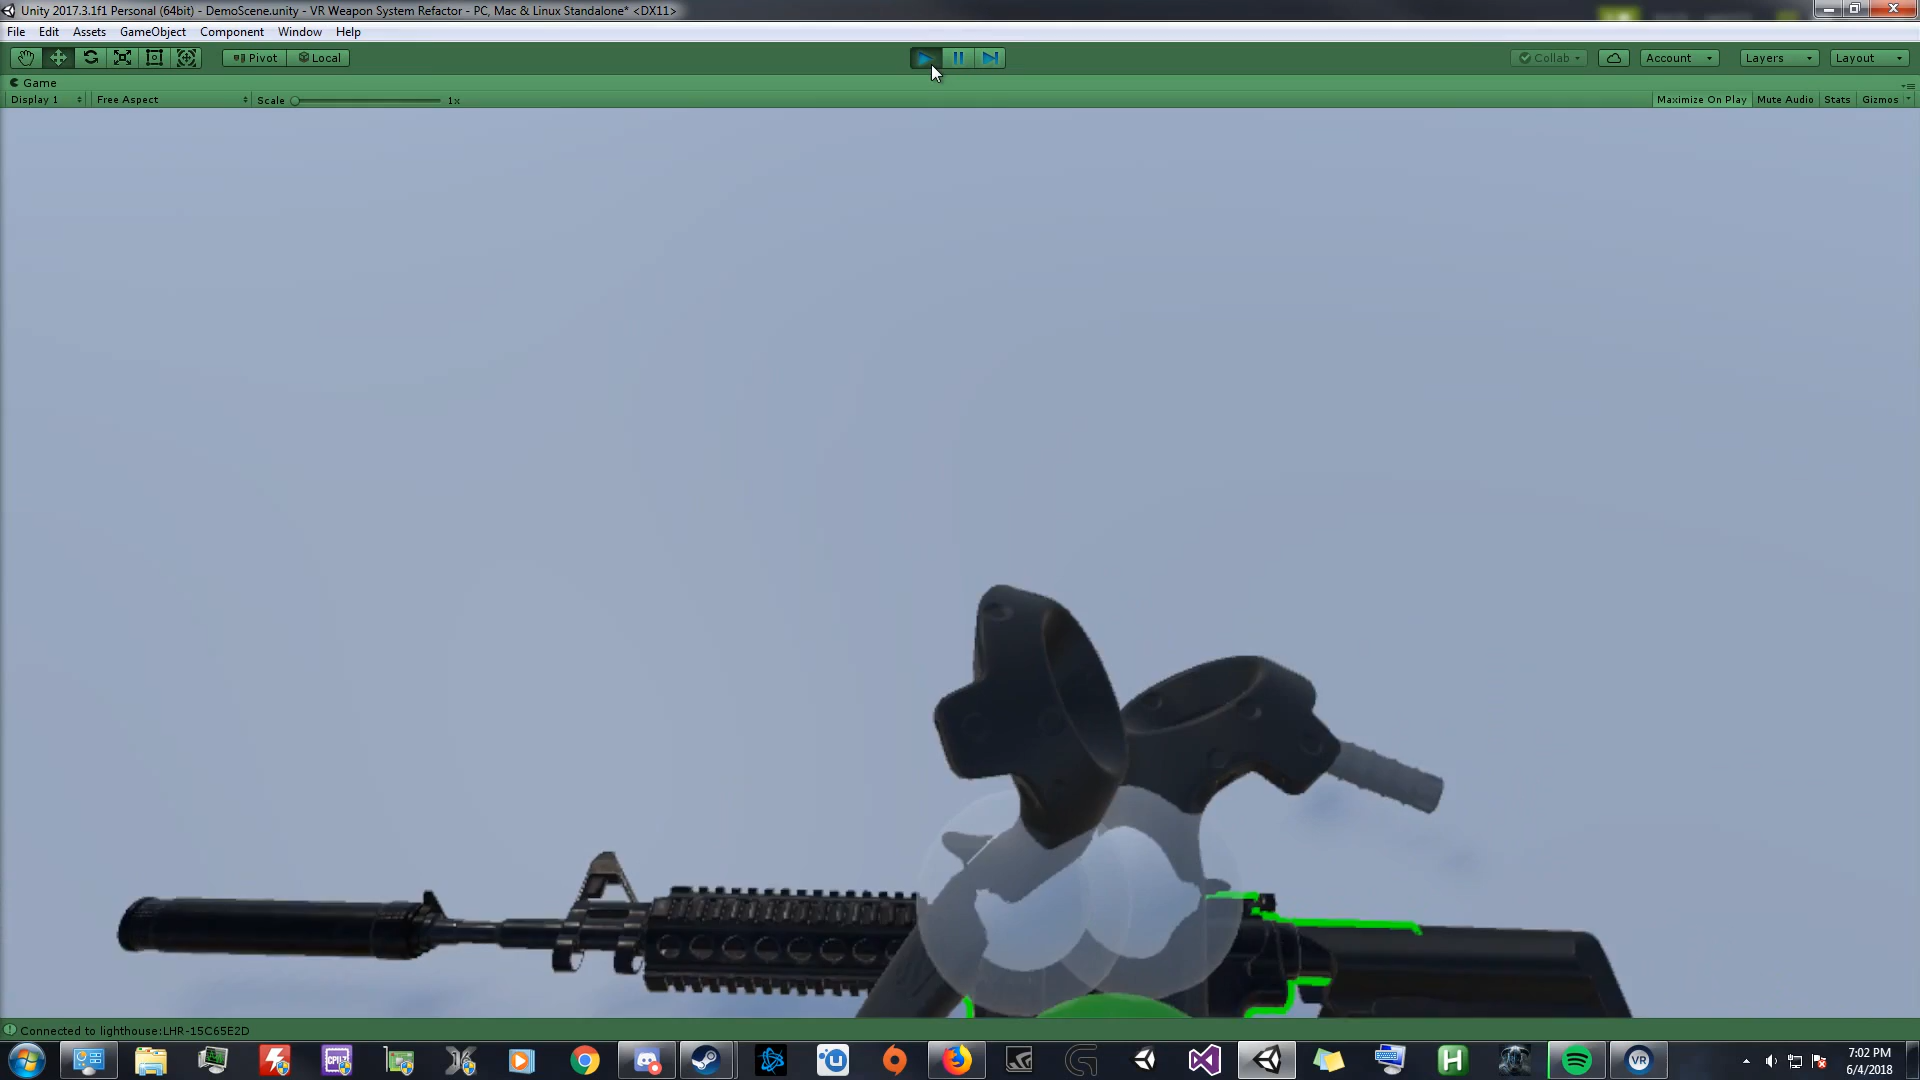 Unity 2017.3.1f1 Personal (64bit) - DemoScene.unity - VR Weapon System Refactor - PC, Mac & Linux Standalone* <DX11>
File Edit Assets GameObject Component Window Help
Pivot Local Collab Account Layers Layout
Game
Display 1 Free Aspect Scale 1x Maximize On Play Mute Audio Stats Gizmos
Connected to lighthouse:LHR-15C65E2D
CPU
VR
7:02 PM
6/4/2018